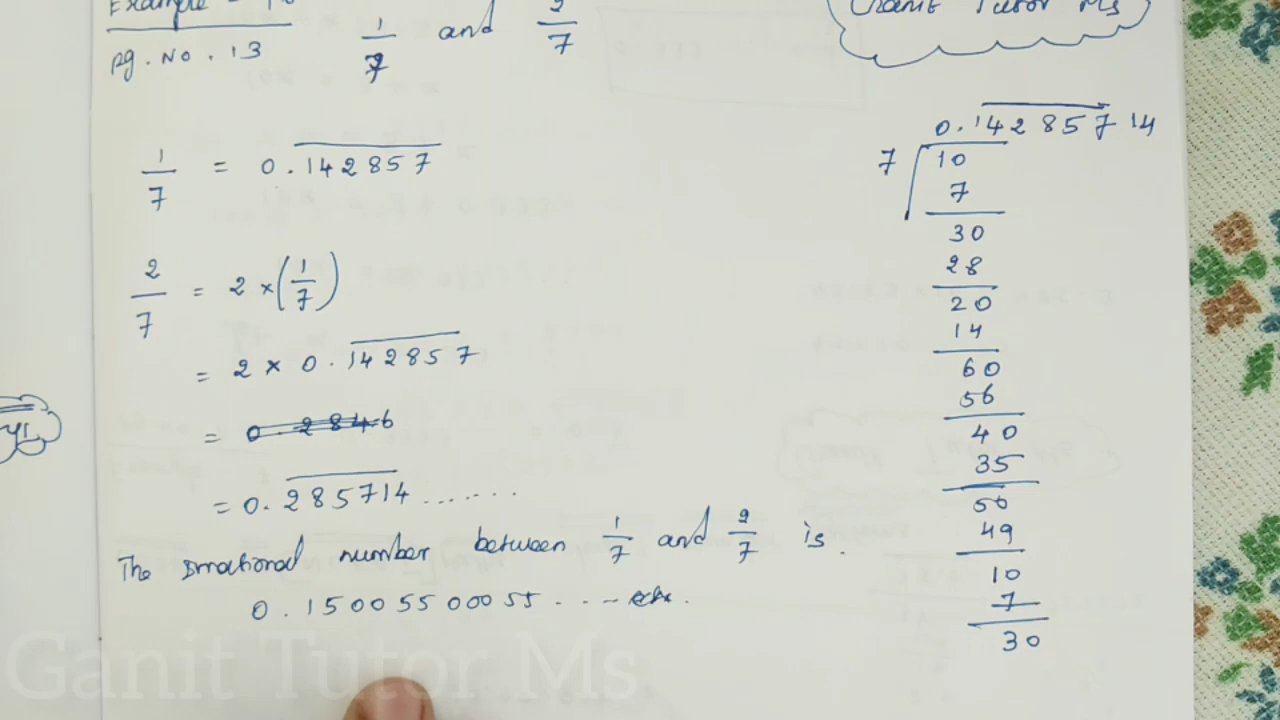 Example
pg. No. 13
1/7 and 2/7
Ganit Tutor Ms
1/7 = 0.142857
2/7 = 2 × (1/7)
= 2 × 0.142857
= 0.2846
= 0.285714.......
The irrational number between 1/7 and 2/7 is.
0.15005500055...
0.14285714
7
10
7
30
28
20
14
60
56
40
35
50
49
10
7
30
Ganit Tutor Ms